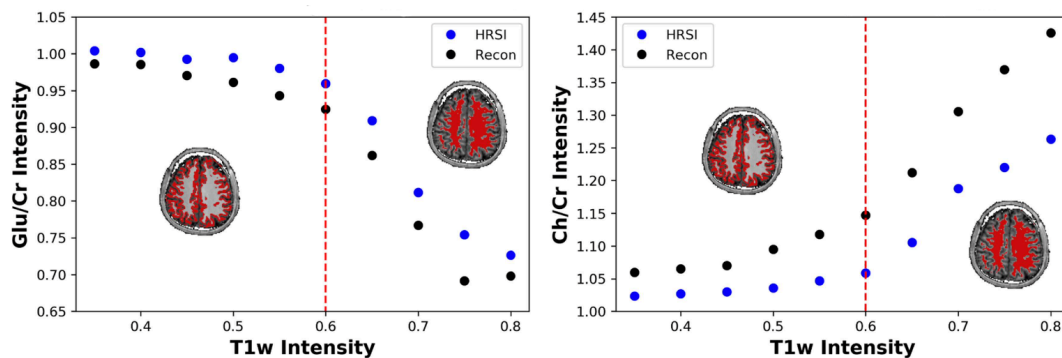 1.05
1.00
0.95
0.90
0.85
0.80
0.75
0.70
0.65
Glu/Cr Intensity
0.4 0.5 0.6 0.7 0.8
T1w Intensity
HRSI
Recon
1.45
1.40
1.35
1.30
1.25
1.20
1.15
1.10
1.05
1.00
Ch/Cr Intensity
0.4 0.5 0.6 0.7 0.8
T1w Intensity
HRSI
Recon